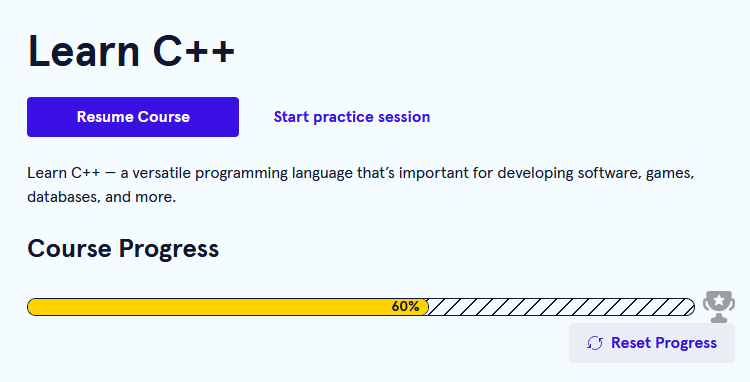 Learn C++
Resume Course
Start practice session
Learn C++ — a versatile programming language that's important for developing software, games,
databases, and more.
Course Progress
60%
Reset Progress